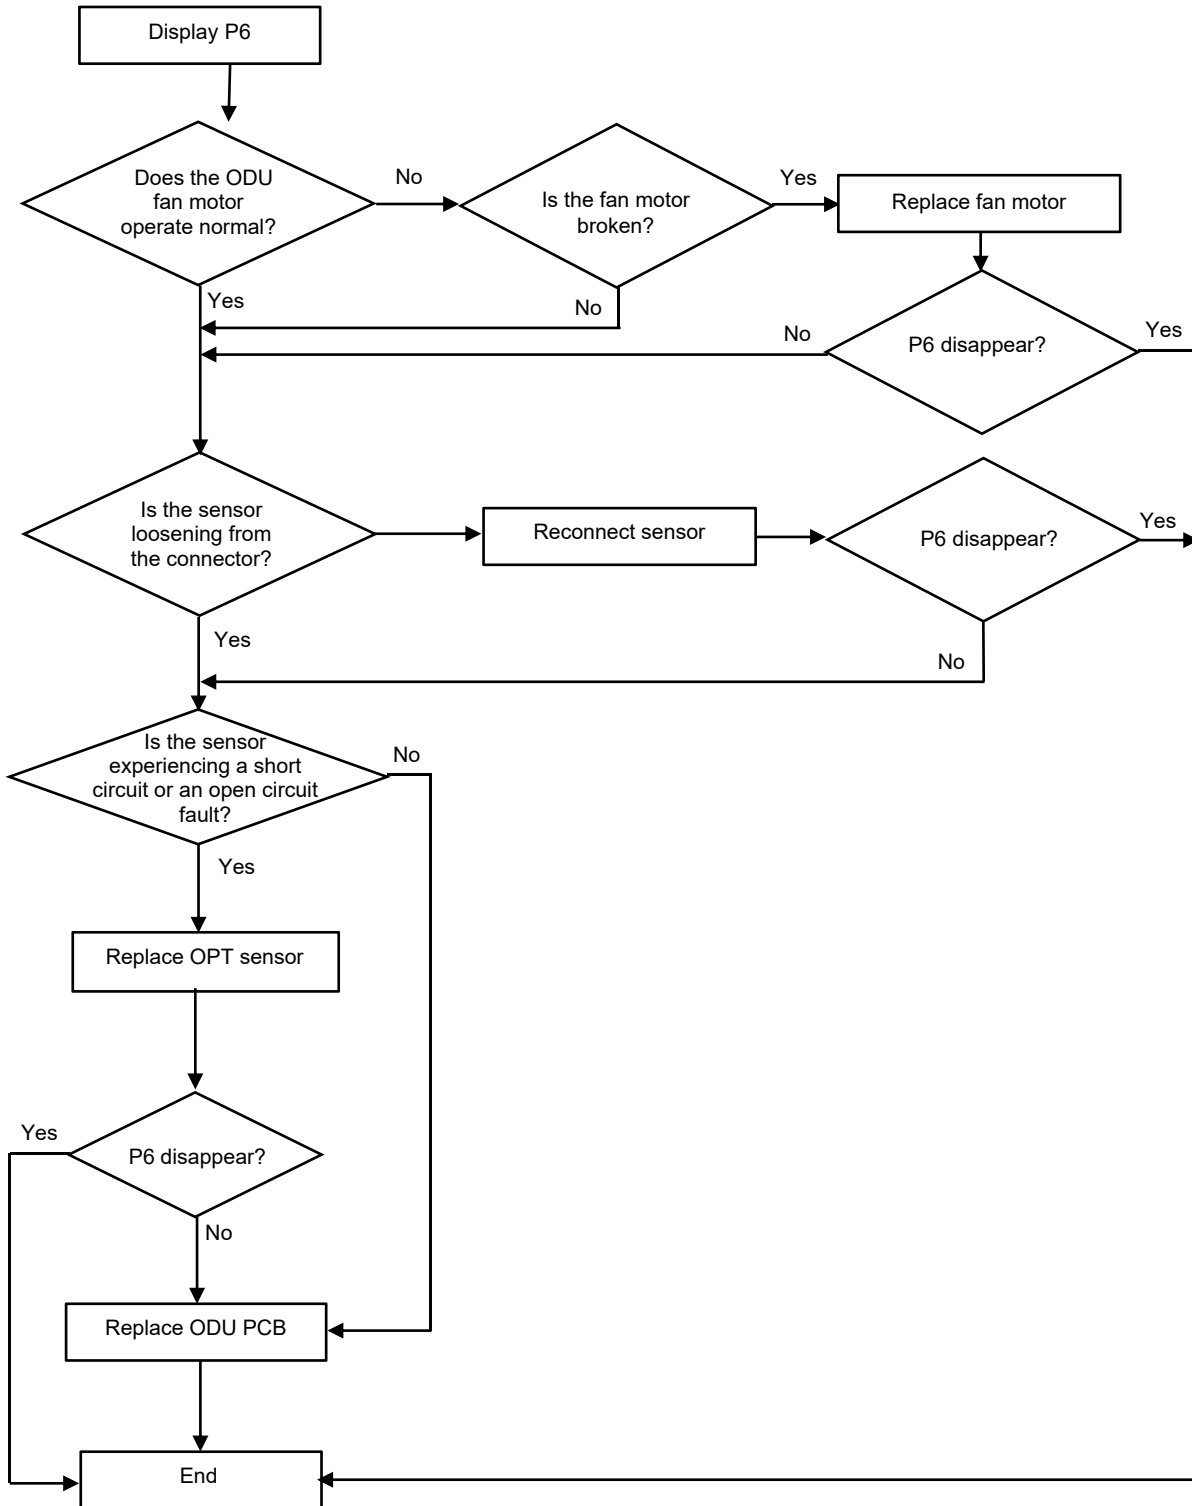 Display P6
Does the ODU
fan motor
operate normal?
No
Is the fan motor
broken?
Yes
Replace fan motor
Yes
No
No
P6 disappear?
Yes
Is the sensor
loosening from
the connector?
Reconnect sensor
P6 disappear?
Yes
Yes
No
Is the sensor
experiencing a short
circuit or an open circuit
fault?
No
Yes
Replace OPT sensor
Yes
P6 disappear?
No
Replace ODU PCB
End